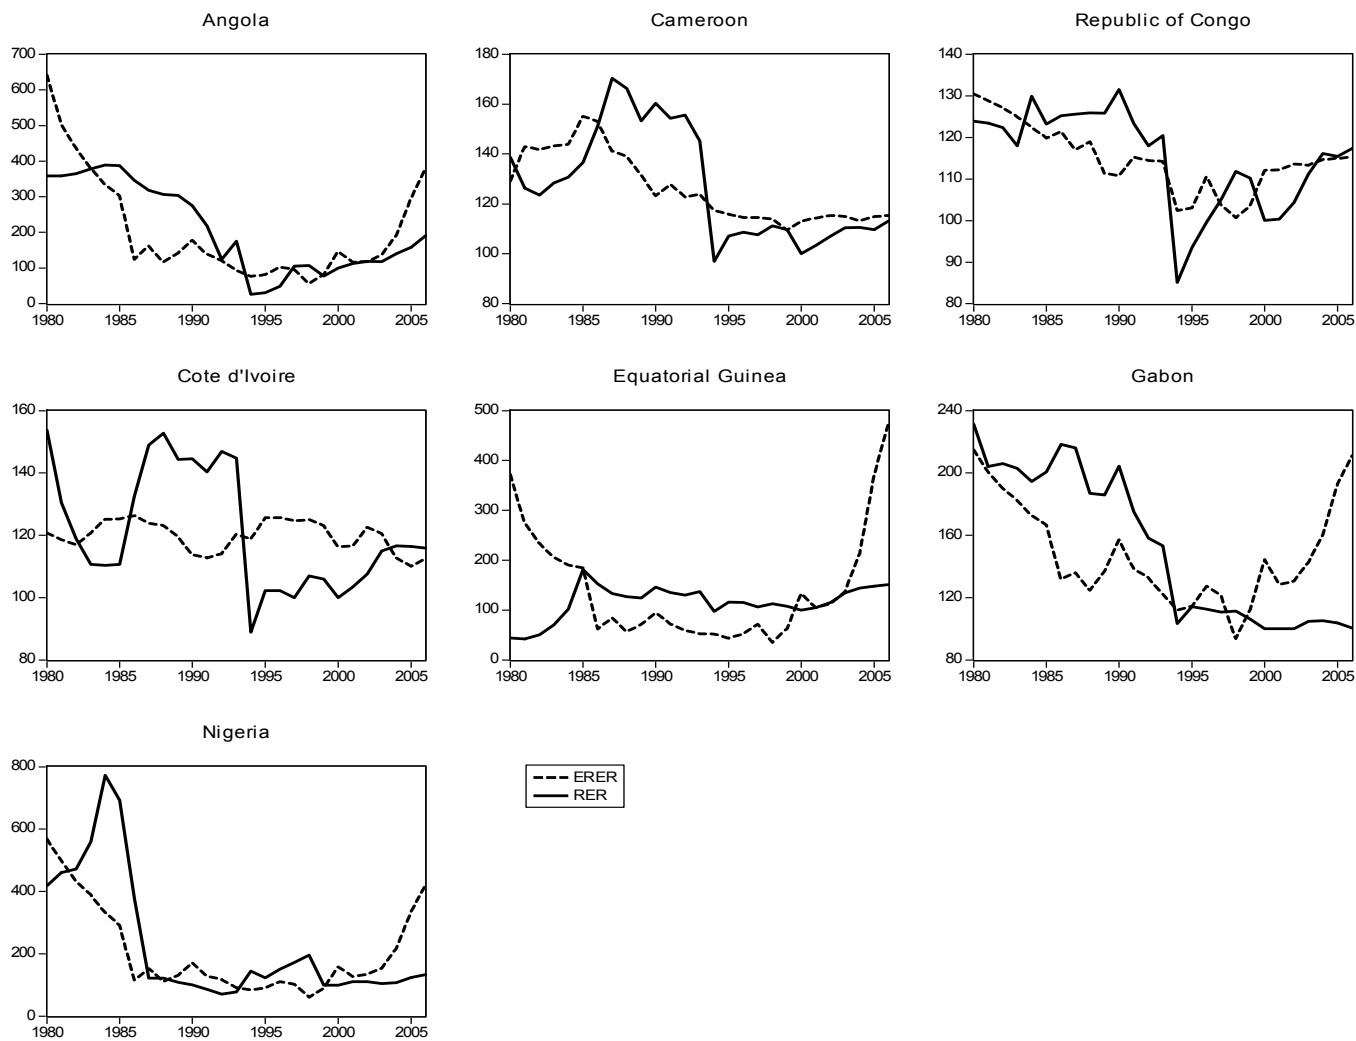 Angola
700
600
500
400
300
200
100
0
1980 1985 1990 1995 2000 2005
Cameroon
180
160
140
120
100
80
1980 1985 1990 1995 2000 2005
Republic of Congo
140
130
120
110
100
90
80
1980 1985 1990 1995 2000 2005
Cote d'Ivoire
160
140
120
100
80
1980 1985 1990 1995 2000 2005
Equatorial Guinea
500
400
300
200
100
0
1980 1985 1990 1995 2000 2005
Gabon
240
200
160
120
80
1980 1985 1990 1995 2000 2005
Nigeria
800
600
400
200
0
1980 1985 1990 1995 2000 2005
ERER
RER